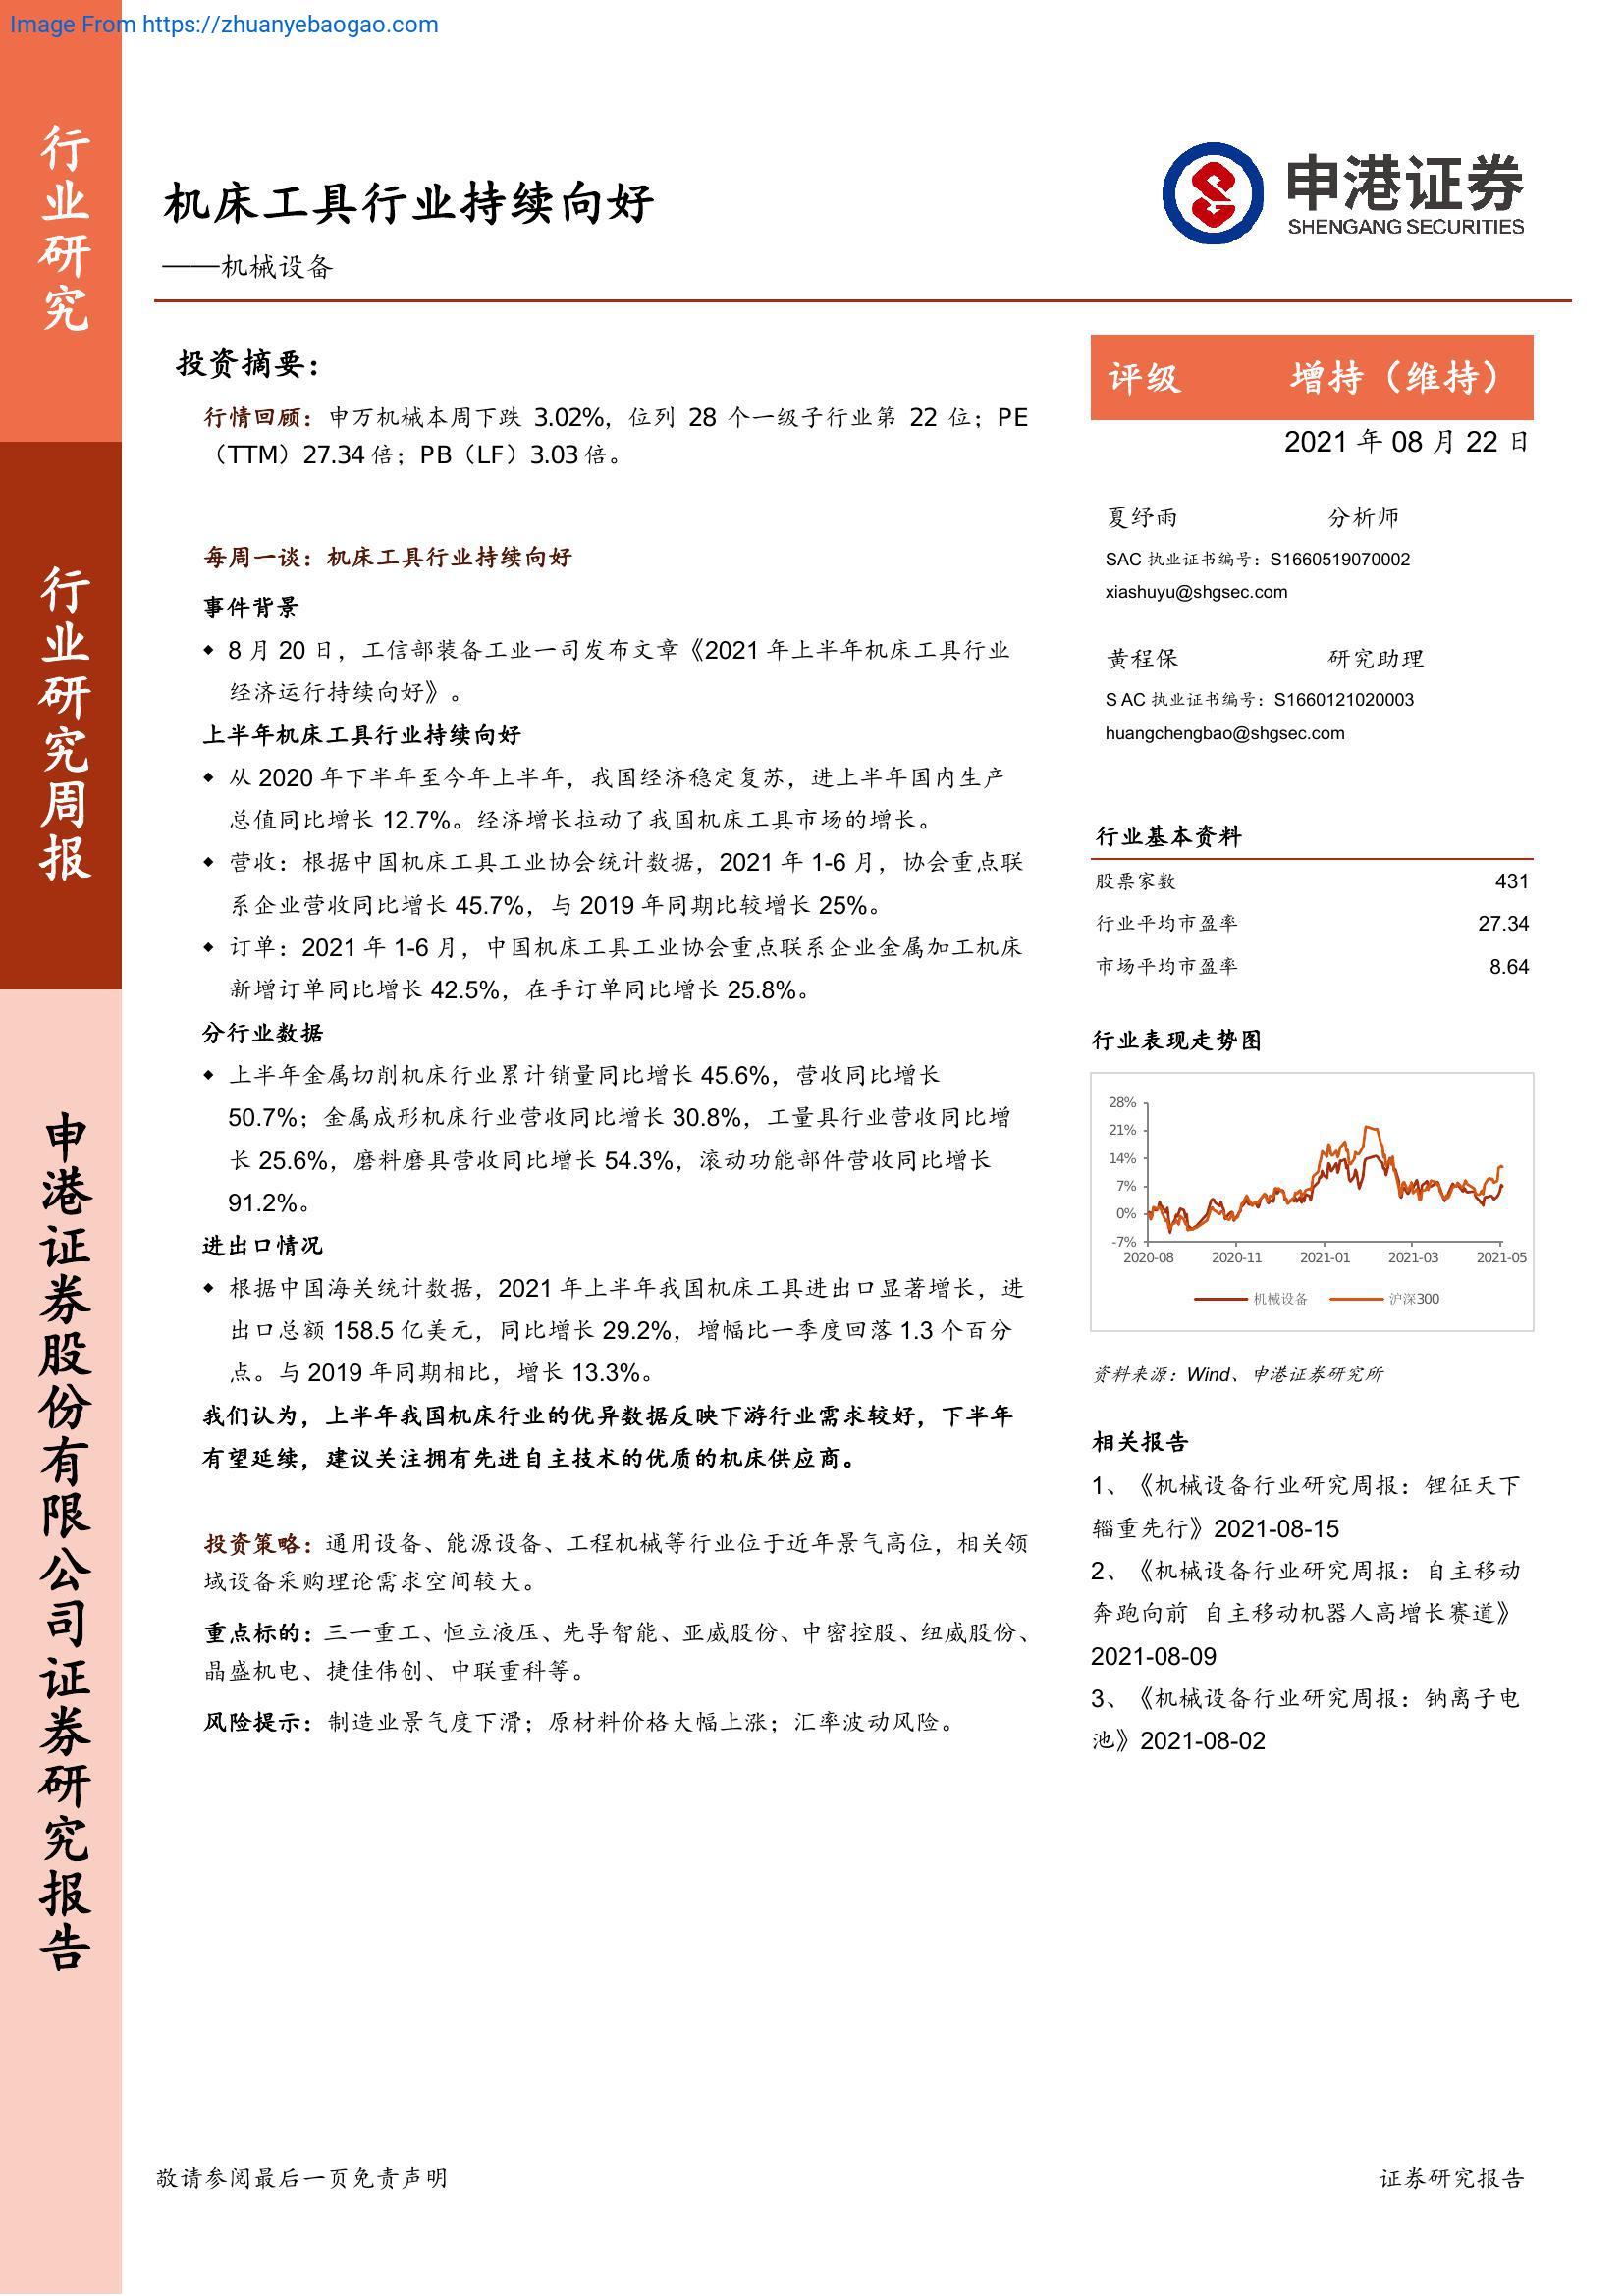 Image From https://zhuanyebaogao.com
行业研究
行业研究周报
申港证券股份有限公司证券研究报告
机床工具行业持续向好
——机械设备
申港证券
SHENGANG SECURITIES
投资摘要：
行情回顾：申万机械本周下跌 3.02%，位列 28 个一级子行业第 22 位；PE
（TTM）27.34 倍；PB（LF）3.03 倍。
每周一谈：机床工具行业持续向好
事件背景
◆ 8 月 20 日，工信部装备工业一司发布文章《2021 年上半年机床工具行业
经济运行持续向好》。
上半年机床工具行业持续向好
◆ 从 2020 年下半年至今年上半年，我国经济稳定复苏，进上半年国内生产
总值同比增长 12.7%。经济增长拉动了我国机床工具市场的增长。
◆ 营收：根据中国机床工具工业协会统计数据，2021 年 1-6 月，协会重点联
系企业营收同比增长 45.7%，与 2019 年同期比较增长 25%。
◆ 订单：2021 年 1-6 月，中国机床工具工业协会重点联系企业金属加工机床
新增订单同比增长 42.5%，在手订单同比增长 25.8%。
分行业数据
◆ 上半年金属切削机床行业累计销量同比增长 45.6%，营收同比增长
50.7%；金属成形机床行业营收同比增长 30.8%，工量具行业营收同比增
长 25.6%，磨料磨具营收同比增长 54.3%，滚动功能部件营收同比增长
91.2%。
进出口情况
◆ 根据中国海关统计数据，2021 年上半年我国机床工具进出口显著增长，进
出口总额 158.5 亿美元，同比增长 29.2%，增幅比一季度回落 1.3 个百分
点。与 2019 年同期相比，增长 13.3%。
我们认为，上半年我国机床行业的优异数据反映下游行业需求较好，下半年
有望延续，建议关注拥有先进自主技术的优质的机床供应商。
投资策略：通用设备、能源设备、工程机械等行业位于近年景气高位，相关领
域设备采购理论需求空间较大。
重点标的：三一重工、恒立液压、先导智能、亚威股份、中密控股、纽威股份、
晶盛机电、捷佳伟创、中联重科等。
风险提示：制造业景气度下滑；原材料价格大幅上涨；汇率波动风险。
评级 增持（维持）
2021 年 08 月 22 日
夏纾雨 分析师
SAC 执业证书编号：S1660519070002
xiashuyu@shgsec.com
黄程保 研究助理
S AC 执业证书编号：S1660121020003
huangchengbao@shgsec.com
行业基本资料
股票家数 431
行业平均市盈率 27.34
市场平均市盈率 8.64
行业表现走势图
28%
21%
14%
7%
0%
-7%
2020-08 2020-11 2021-01 2021-03 2021-05
机械设备 沪深300
资料来源：Wind、申港证券研究所
相关报告
1、《机械设备行业研究周报：锂征天下
辎重先行》2021-08-15
2、《机械设备行业研究周报：自主移动
奔跑向前 自主移动机器人高增长赛道》
2021-08-09
3、《机械设备行业研究周报：钠离子电
池》2021-08-02
敬请参阅最后一页免责声明
证券研究报告